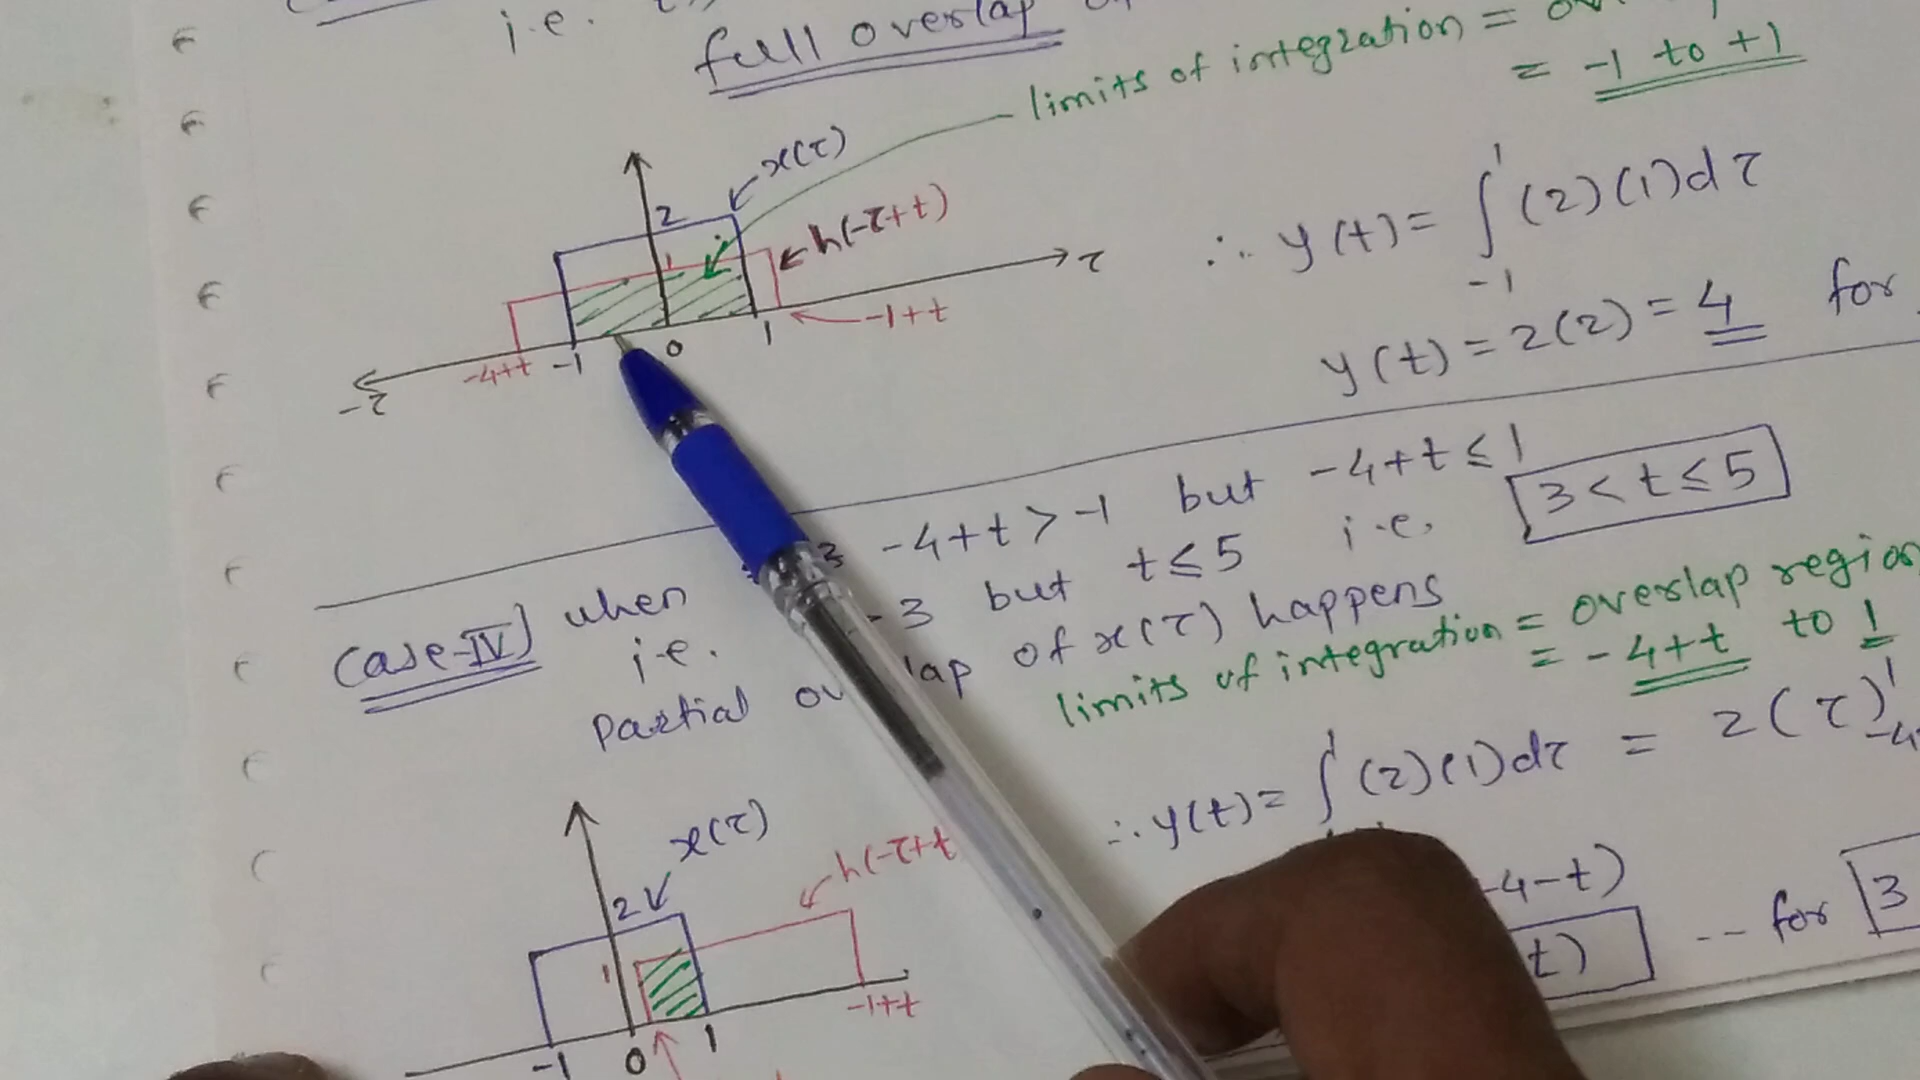 i.e.
full overlap
limits of integration =
= -1 to +1
x(τ)
2
h(-τ+t)
1
τ
-1+t
-4+t -1 0 1
-τ
∴ y(t) = ∫₋₁¹ (2)(1)dτ
y(t) = 2(2) = 4 for
Case-IV] when -4+t > -1 but -4+t ≤ 1
i.e. 3 but t ≤ 5 i.e. 3 < t ≤ 5
Partial of x(τ) happens
limits of integration = overlap region
= -4+t to 1
∴ y(t) = ∫ (2)(1)dτ = 2(τ)¹
-4-t)
t) -- for 3
x(τ)
h(-τ+t
2
1
-1+t
-1 0 1